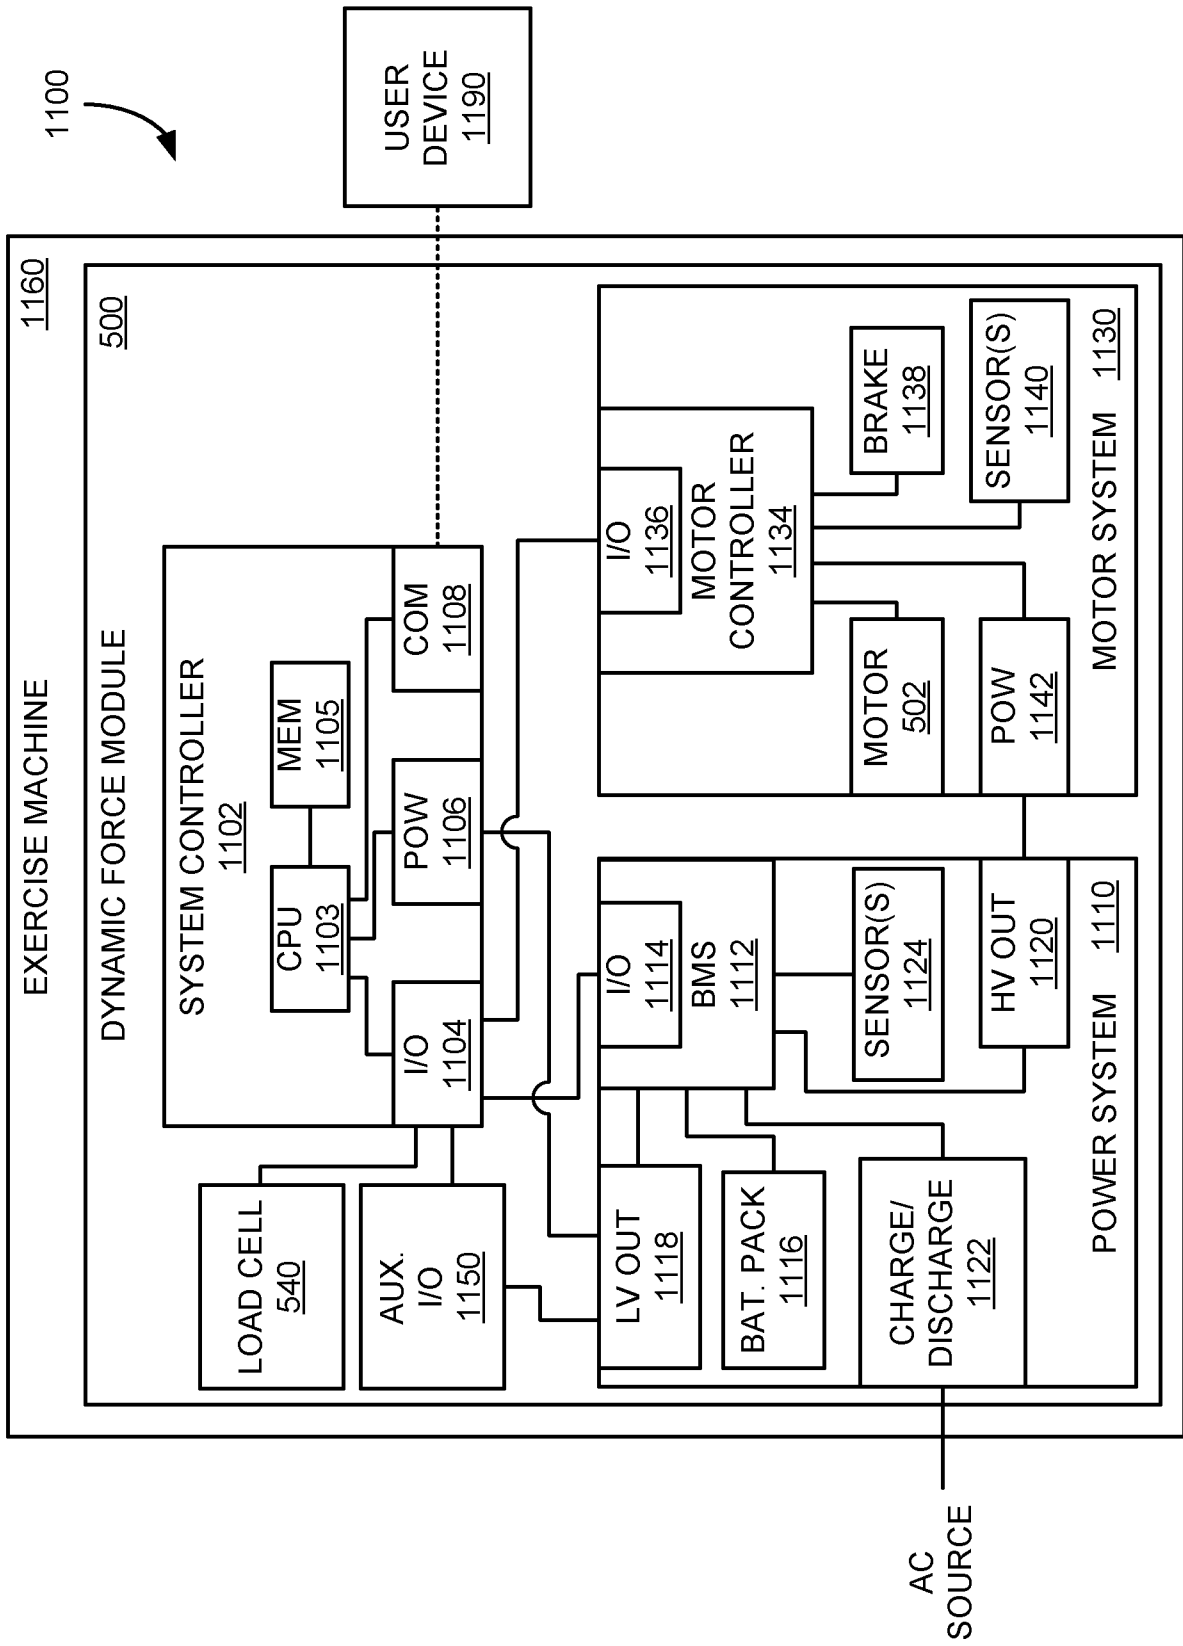 1100
EXERCISE MACHINE
1160
DYNAMIC FORCE MODULE
500
USER
DEVICE
1190
SYSTEM CONTROLLER
1102
CPU
1103
MEM
1105
I/O
1104
POW
1106
COM
1108
LOAD CELL
540
AUX.
I/O
1150
I/O
1114
BMS
1112
LV OUT
1118
BAT. PACK
1116
SENSOR(S)
1124
CHARGE/
DISCHARGE
1122
HV OUT
1120
POWER SYSTEM
1110
I/O
1136
MOTOR
CONTROLLER
1134
MOTOR
502
BRAKE
1138
POW
1142
SENSOR(S)
1140
MOTOR SYSTEM
1130
AC
SOURCE